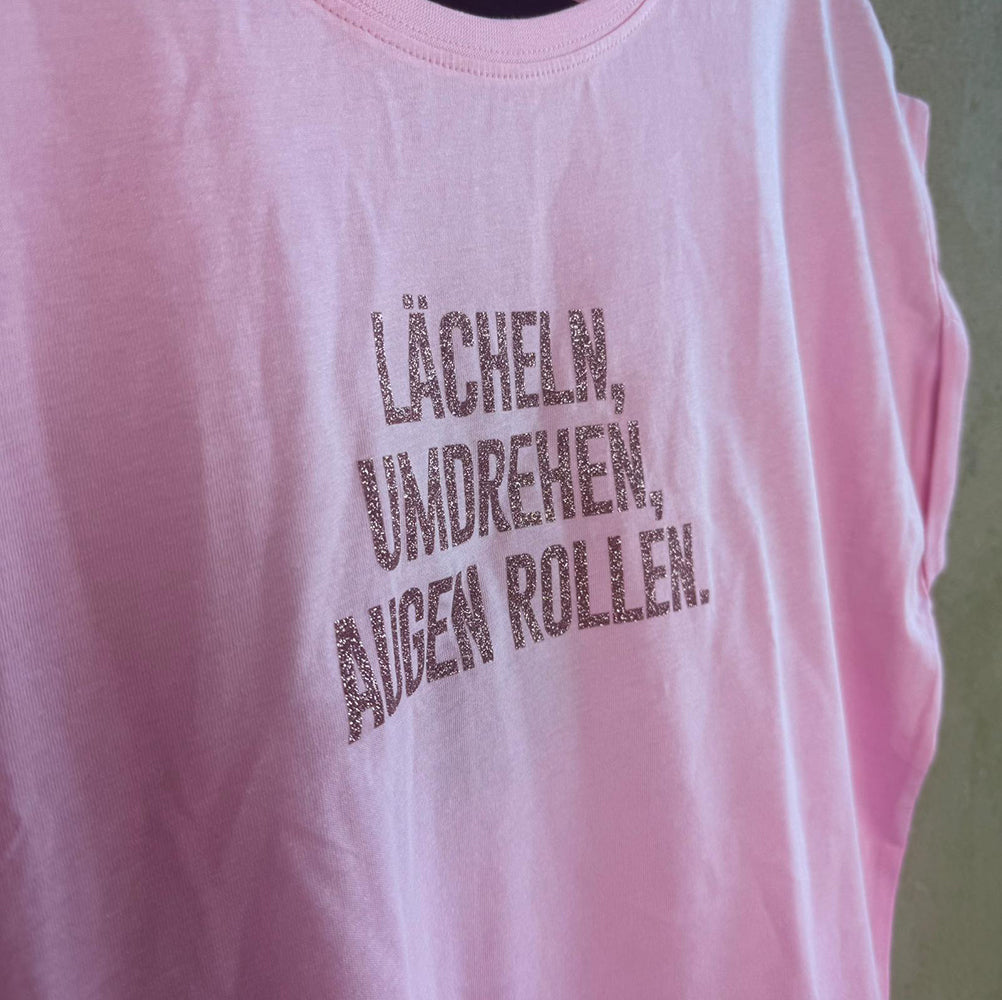 LÄCHELN,
UMDREHEN,
AUGEN ROLLEN.